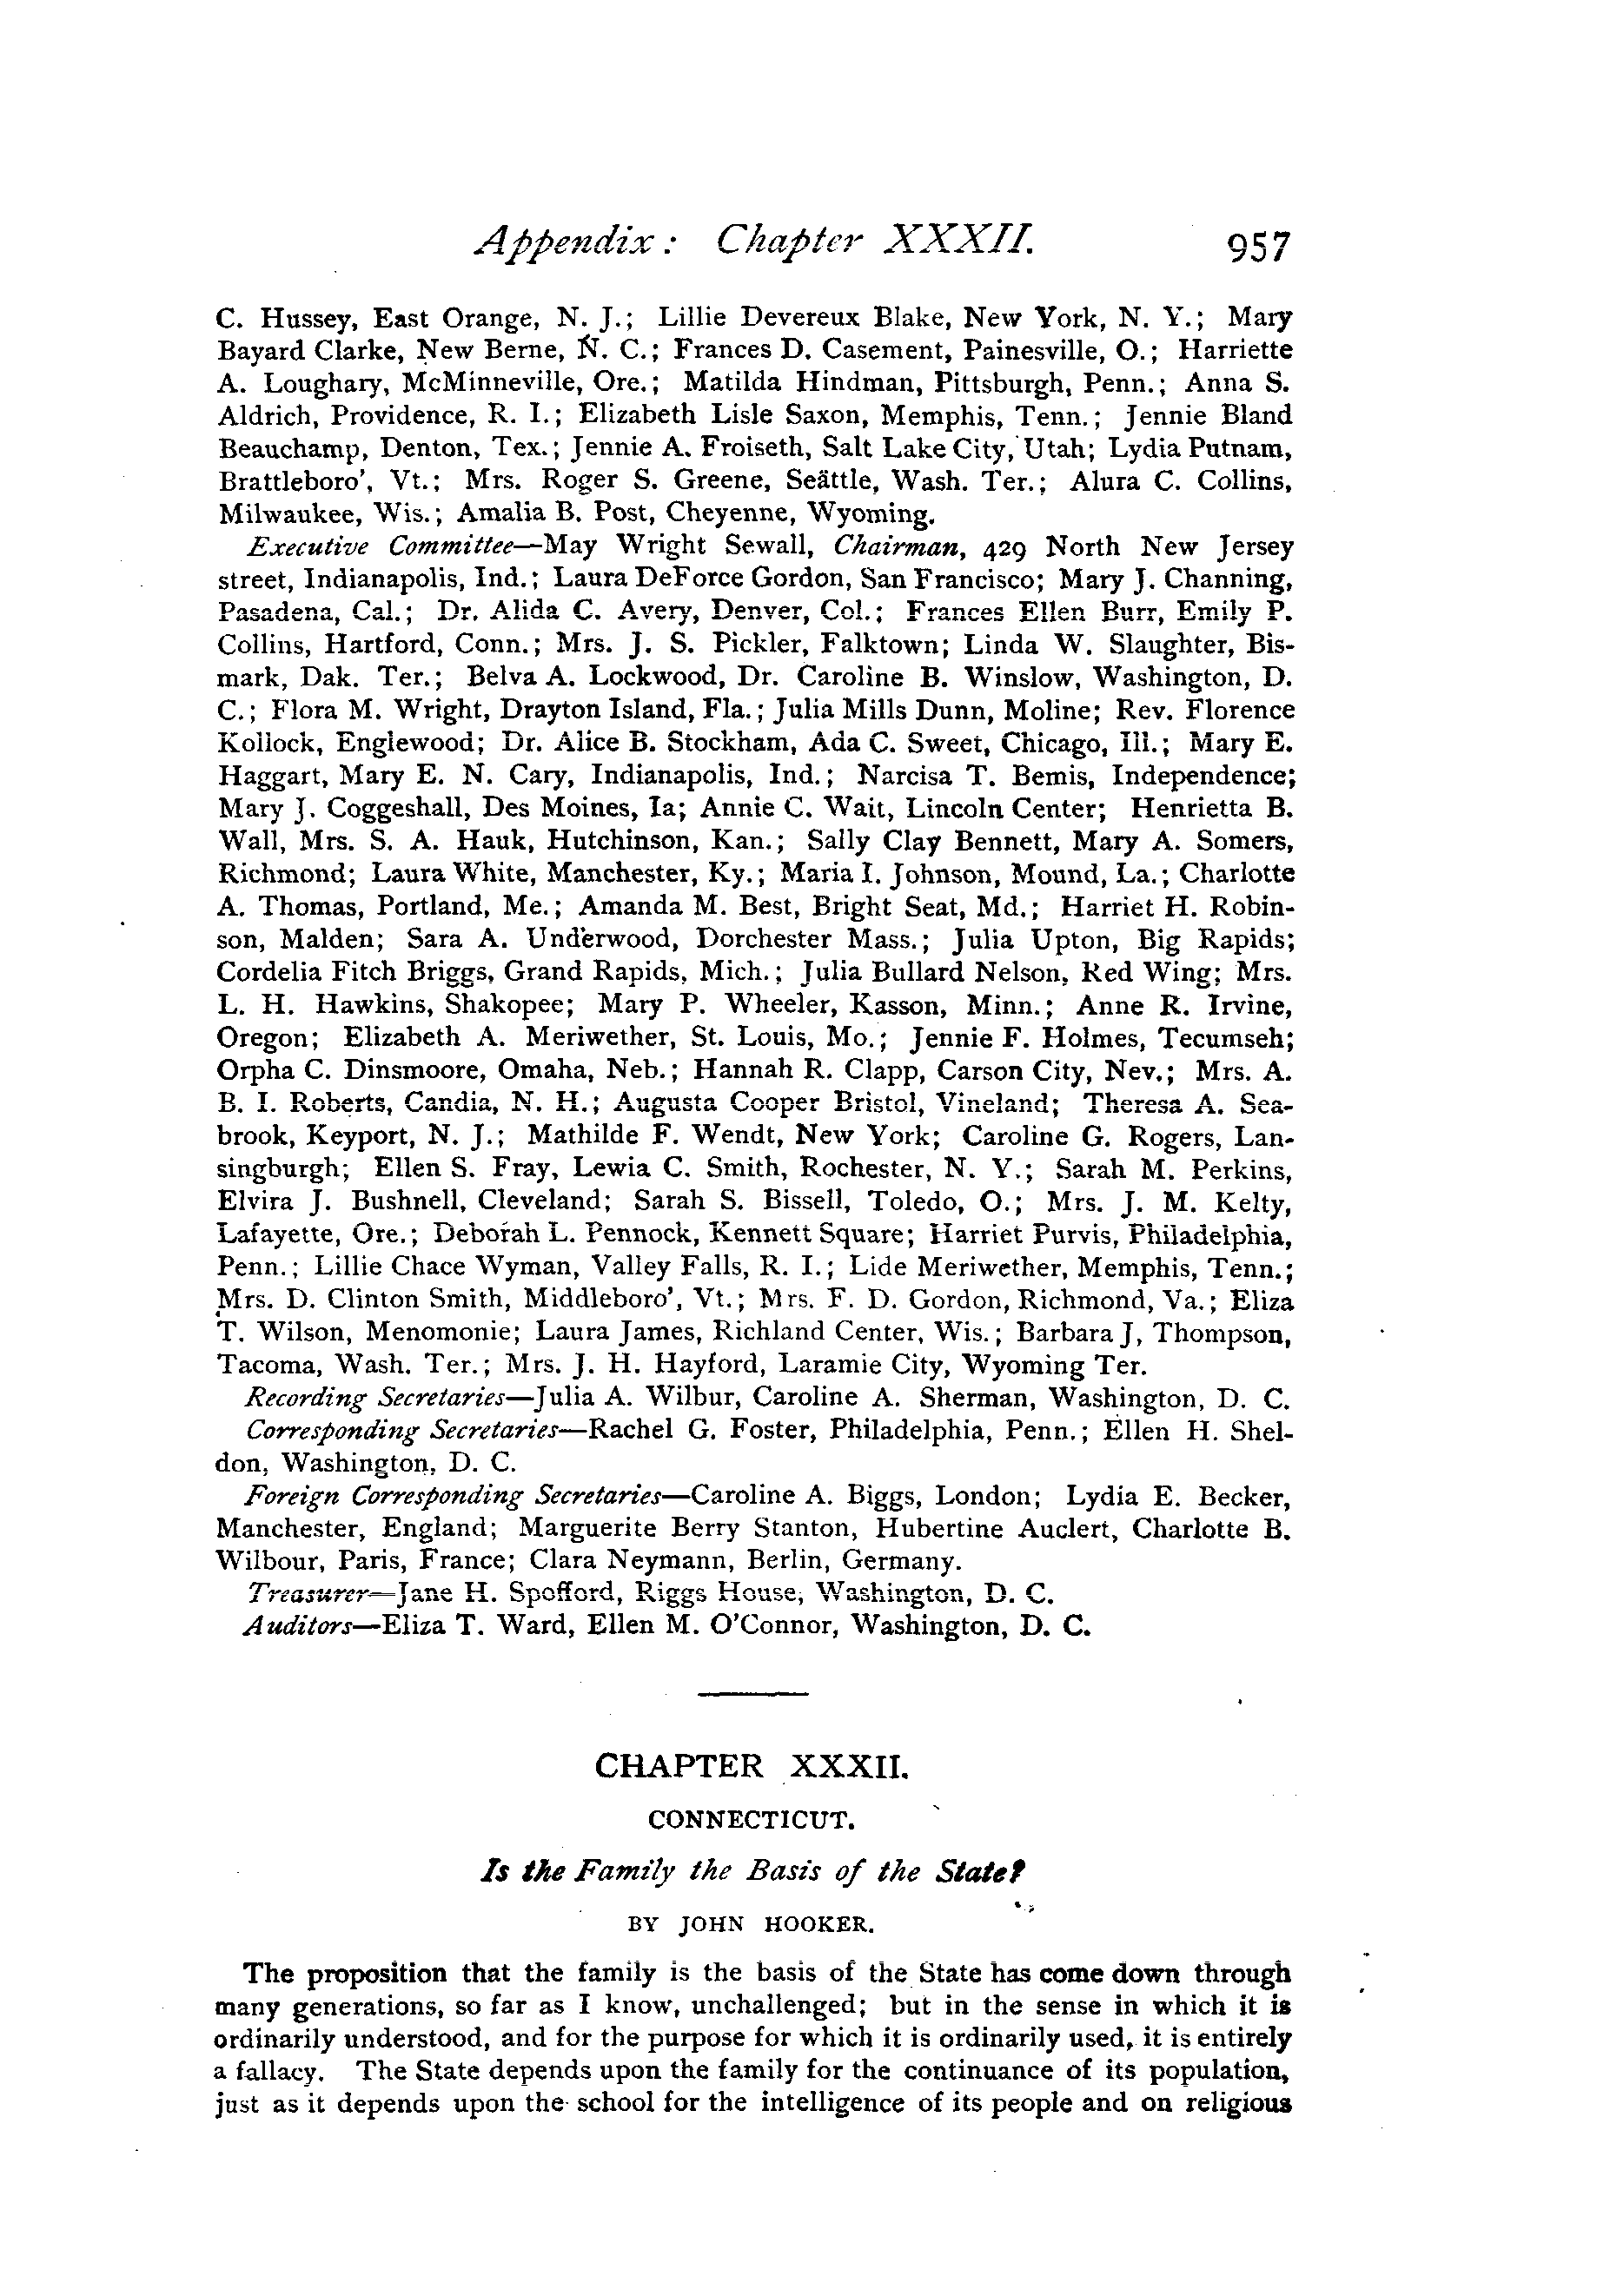 Appendix: Chapter XXXII. 957
C. Hussey, East Orange, N. J.; Lillie Devereux Blake, New York, N. Y.; Mary
Bayard Clarke, New Berne, N. C.; Frances D. Casement, Painesville, O.; Harriette
A. Loughary, McMinneville, Ore.; Matilda Hindman, Pittsburgh, Penn.; Anna S.
Aldrich, Providence, R. I.; Elizabeth Lisle Saxon, Memphis, Tenn.; Jennie Bland
Beauchamp, Denton, Tex.; Jennie A. Froiseth, Salt Lake City, Utah; Lydia Putnam,
Brattleboro', Vt.; Mrs. Roger S. Greene, Seattle, Wash. Ter.; Alura C. Collins,
Milwaukee, Wis.; Amalia B. Post, Cheyenne, Wyoming.
Executive Committee—May Wright Sewall, Chairman, 429 North New Jersey
street, Indianapolis, Ind.; Laura DeForce Gordon, San Francisco; Mary J. Channing,
Pasadena, Cal.; Dr. Alida C. Avery, Denver, Col.; Frances Ellen Burr, Emily P.
Collins, Hartford, Conn.; Mrs. J. S. Pickler, Falktown; Linda W. Slaughter, Bis-
mark, Dak. Ter.; Belva A. Lockwood, Dr. Caroline B. Winslow, Washington, D.
C.; Flora M. Wright, Drayton Island, Fla.; Julia Mills Dunn, Moline; Rev. Florence
Kollock, Englewood; Dr. Alice B. Stockham, Ada C. Sweet, Chicago, Ill.; Mary E.
Haggart, Mary E. N. Cary, Indianapolis, Ind.; Narcisa T. Bemis, Independence;
Mary J. Coggeshall, Des Moines, Ia; Annie C. Wait, Lincoln Center; Henrietta B.
Wall, Mrs. S. A. Hauk, Hutchinson, Kan.; Sally Clay Bennett, Mary A. Somers,
Richmond; Laura White, Manchester, Ky.; Maria I. Johnson, Mound, La.; Charlotte
A. Thomas, Portland, Me.; Amanda M. Best, Bright Seat, Md.; Harriet H. Robin-
son, Malden; Sara A. Underwood, Dorchester Mass.; Julia Upton, Big Rapids;
Cordelia Fitch Briggs, Grand Rapids, Mich.; Julia Bullard Nelson, Red Wing; Mrs.
L. H. Hawkins, Shakopee; Mary P. Wheeler, Kasson, Minn.; Anne R. Irvine,
Oregon; Elizabeth A. Meriwether, St. Louis, Mo.; Jennie F. Holmes, Tecumseh;
Orpha C. Dinsmoore, Omaha, Neb.; Hannah R. Clapp, Carson City, Nev.; Mrs. A.
B. I. Roberts, Candia, N. H.; Augusta Cooper Bristol, Vineland; Theresa A. Sea-
brook, Keyport, N. J.; Mathilde F. Wendt, New York; Caroline G. Rogers, Lan-
singburgh; Ellen S. Fray, Lewia C. Smith, Rochester, N. Y.; Sarah M. Perkins,
Elvira J. Bushnell, Cleveland; Sarah S. Bissell, Toledo, O.; Mrs. J. M. Kelty,
Lafayette, Ore.; Deborah L. Pennock, Kennett Square; Harriet Purvis, Philadelphia,
Penn.; Lillie Chace Wyman, Valley Falls, R. I.; Lide Meriwether, Memphis, Tenn.;
Mrs. D. Clinton Smith, Middleboro', Vt.; Mrs. F. D. Gordon, Richmond, Va.; Eliza
T. Wilson, Menomonie; Laura James, Richland Center, Wis.; Barbara J, Thompson,
Tacoma, Wash. Ter.; Mrs. J. H. Hayford, Laramie City, Wyoming Ter.
Recording Secretaries—Julia A. Wilbur, Caroline A. Sherman, Washington, D. C.
Corresponding Secretaries—Rachel G. Foster, Philadelphia, Penn.; Ellen H. Shel-
don, Washington, D. C.
Foreign Corresponding Secretaries—Caroline A. Biggs, London; Lydia E. Becker,
Manchester, England; Marguerite Berry Stanton, Hubertine Auclert, Charlotte B.
Wilbour, Paris, France; Clara Neymann, Berlin, Germany.
Treasurer—Jane H. Spofford, Riggs House, Washington, D. C.
Auditors—Eliza T. Ward, Ellen M. O'Connor, Washington, D. C.
CHAPTER XXXII.
CONNECTICUT.
Is the Family the Basis of the State?
BY JOHN HOOKER.
The proposition that the family is the basis of the State has come down through
many generations, so far as I know, unchallenged; but in the sense in which it is
ordinarily understood, and for the purpose for which it is ordinarily used, it is entirely
a fallacy. The State depends upon the family for the continuance of its population,
just as it depends upon the school for the intelligence of its people and on religious